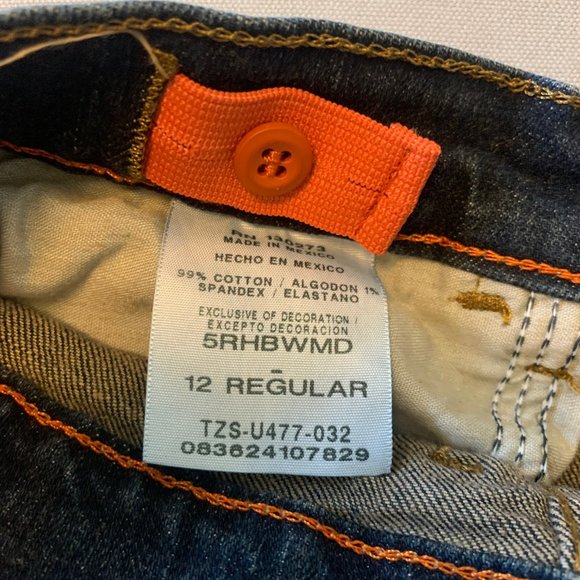 RN 130273
MADE IN MEXICO
HECHO EN MEXICO
99% COTTON / ALGODON 1%
SPANDEX / ELASTANO
EXCLUSIVE OF DECORATION /
EXCEPTO DECORACION
5RHBWMD
-
12 REGULAR
TZS-U477-032
083624107829